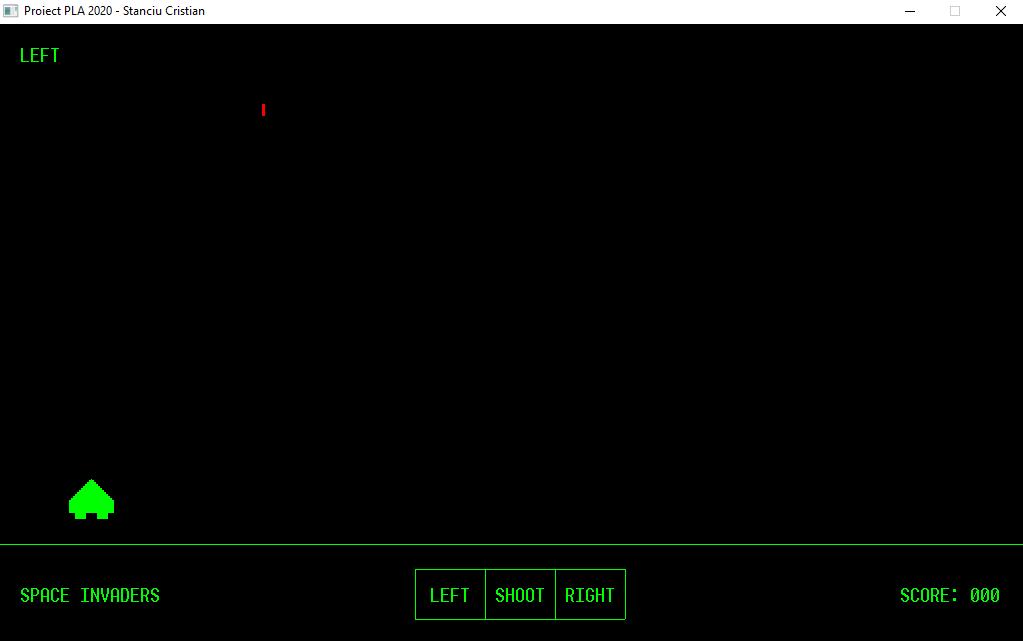 Proiect PLA 2020 - Stanciu Cristian
LEFT
SPACE INVADERS
LEFT
SHOOT
RIGHT
SCORE: 000